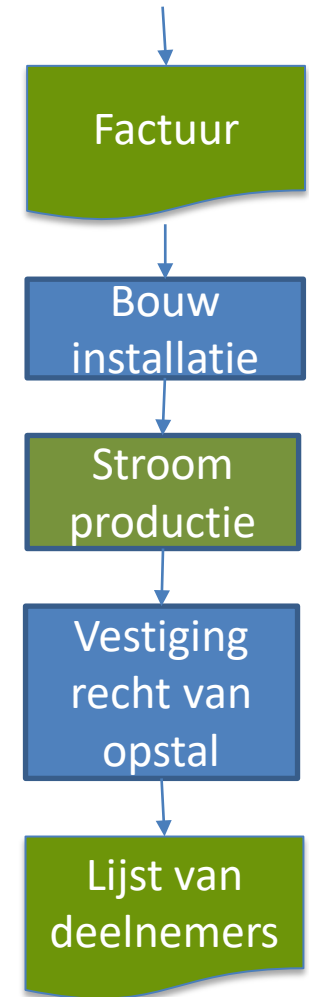 Factuur
Bouw
installatie
Stroom
productie
Vestiging
recht van
opstal
Lijst van
deelnemers